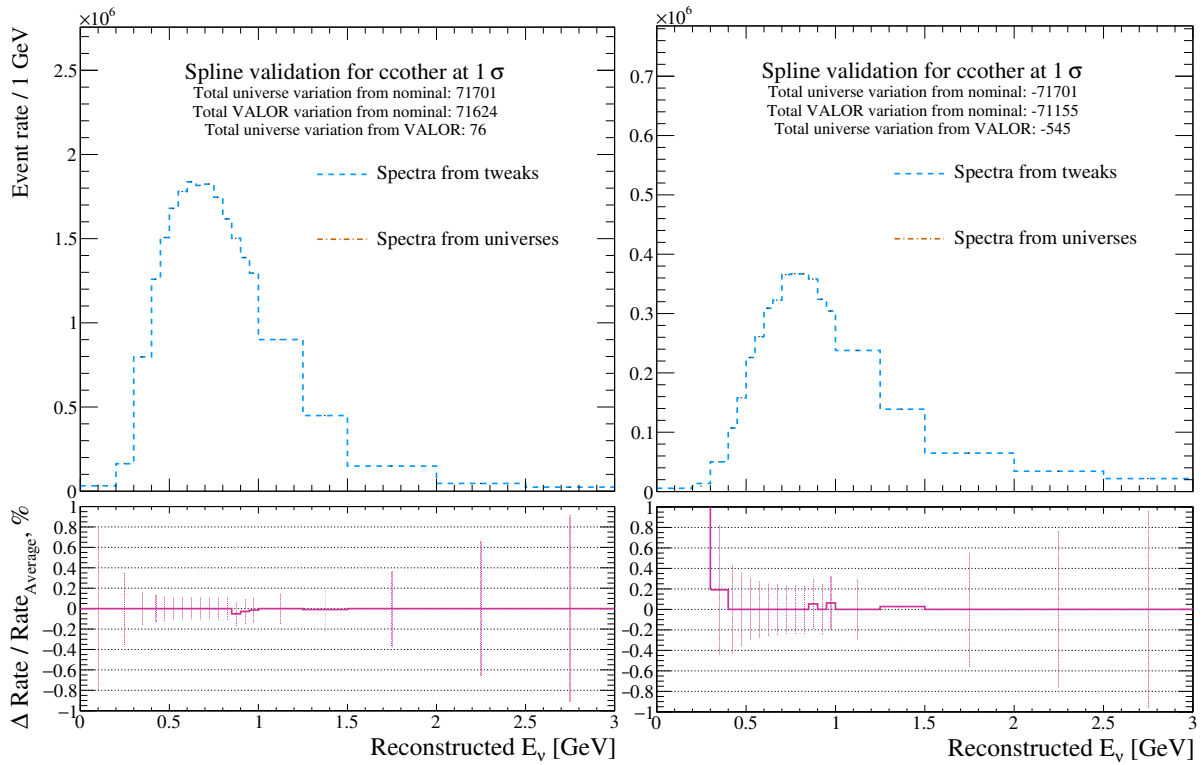 ×10⁶
Event rate / 1 GeV
2.5
2
1.5
1
0.5
0
Spline validation for ccother at 1 σ
Total universe variation from nominal: 71701
Total VALOR variation from nominal: 71624
Total universe variation from VALOR: 76
Spectra from tweaks
Spectra from universes
Δ Rate / Rate_Average, %
1
0.8
0.6
0.4
0.2
0
−0.2
−0.4
−0.6
−0.8
−1
0 0.5 1 1.5 2 2.5 3
Reconstructed E_ν [GeV]
×10⁶
0.7
0.6
0.5
0.4
0.3
0.2
0.1
0
Spline validation for ccother at 1 σ
Total universe variation from nominal: -71701
Total VALOR variation from nominal: -71155
Total universe variation from VALOR: -545
Spectra from tweaks
Spectra from universes
1
0.8
0.6
0.4
0.2
0
−0.2
−0.4
−0.6
−0.8
−1
0 0.5 1 1.5 2 2.5 3
Reconstructed E_ν [GeV]